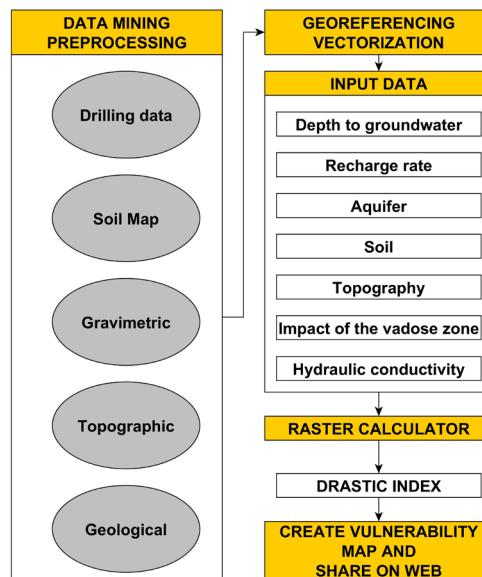 DATA MINING
PREPROCESSING
Drilling data
Soil Map
Gravimetric
Topographic
Geological
GEOREFERENCING
VECTORIZATION
INPUT DATA
Depth to groundwater
Recharge rate
Aquifer
Soil
Topography
Impact of the vadose zone
Hydraulic conductivity
RASTER CALCULATOR
DRASTIC INDEX
CREATE VULNERABILITY
MAP AND
SHARE ON WEB